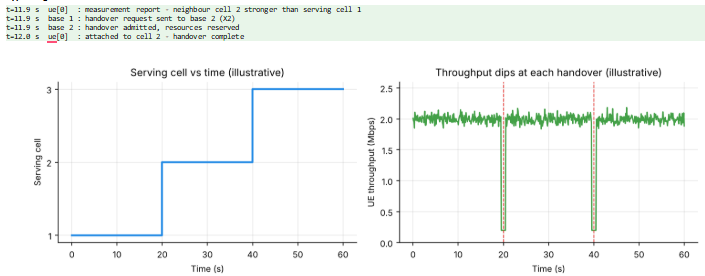 t=11.9 s ue[0] : measurement report - neighbour cell 2 stronger than serving cell 1
t=11.9 s base 1 : handover request sent to base 2 (X2)
t=11.9 s base 2 : handover admitted, resources reserved
t=12.0 s ue[0] : attached to cell 2 - handover complete
Serving cell vs time (illustrative)
Serving cell
3
2
1
0 10 20 30 40 50 60
Time (s)
Throughput dips at each handover (illustrative)
UE throughput (Mbps)
2.5
2.0
1.5
1.0
0.5
0.0
0 10 20 30 40 50 60
Time (s)